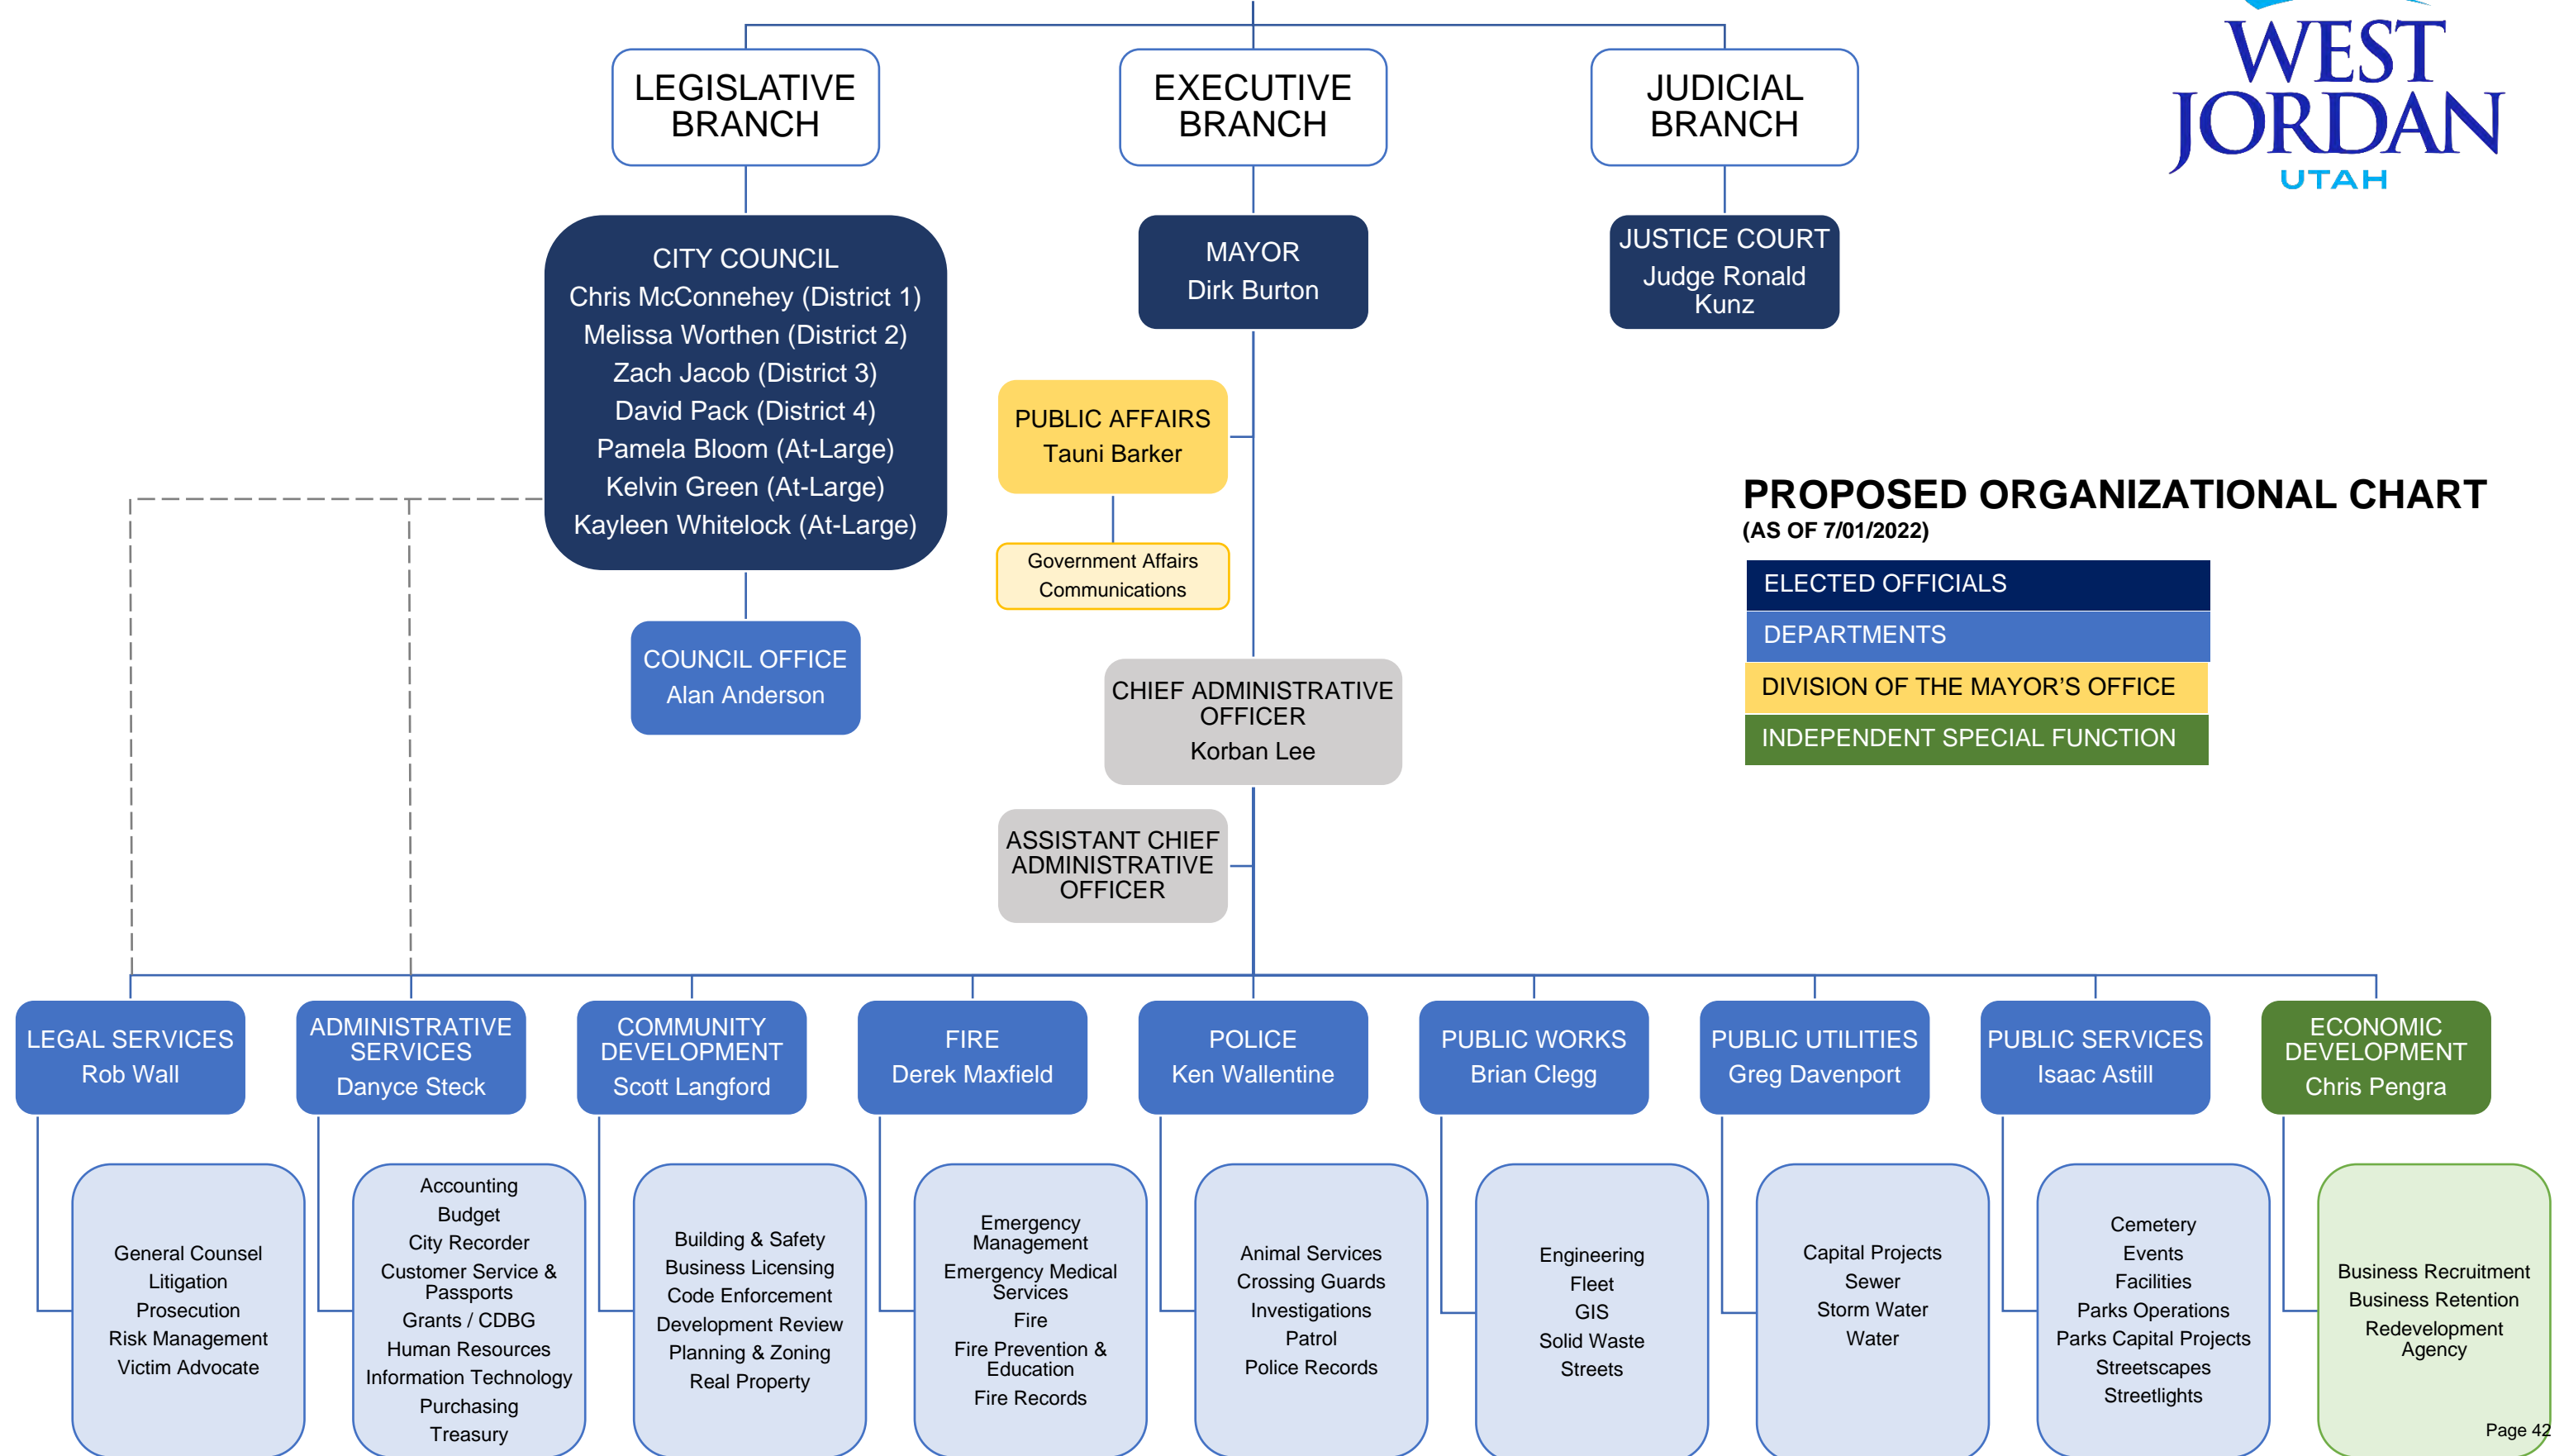 WEST
JORDAN
UTAH
LEGISLATIVE
BRANCH
EXECUTIVE
BRANCH
JUDICIAL
BRANCH
CITY COUNCIL
Chris McConnehey (District 1)
Melissa Worthen (District 2)
Zach Jacob (District 3)
David Pack (District 4)
Pamela Bloom (At-Large)
Kelvin Green (At-Large)
Kayleen Whitelock (At-Large)
MAYOR
Dirk Burton
JUSTICE COURT
Judge Ronald
Kunz
PUBLIC AFFAIRS
Tauni Barker
Government Affairs
Communications
PROPOSED ORGANIZATIONAL CHART
(AS OF 7/01/2022)
ELECTED OFFICIALS
DEPARTMENTS
DIVISION OF THE MAYOR’S OFFICE
INDEPENDENT SPECIAL FUNCTION
COUNCIL OFFICE
Alan Anderson
CHIEF ADMINISTRATIVE
OFFICER
Korban Lee
ASSISTANT CHIEF
ADMINISTRATIVE
OFFICER
LEGAL SERVICES
Rob Wall
ADMINISTRATIVE
SERVICES
Danyce Steck
COMMUNITY
DEVELOPMENT
Scott Langford
FIRE
Derek Maxfield
POLICE
Ken Wallentine
PUBLIC WORKS
Brian Clegg
PUBLIC UTILITIES
Greg Davenport
PUBLIC SERVICES
Isaac Astill
ECONOMIC
DEVELOPMENT
Chris Pengra
General Counsel
Litigation
Prosecution
Risk Management
Victim Advocate
Accounting
Budget
City Recorder
Customer Service &
Passports
Grants / CDBG
Human Resources
Information Technology
Purchasing
Treasury
Building & Safety
Business Licensing
Code Enforcement
Development Review
Planning & Zoning
Real Property
Emergency
Management
Emergency Medical
Services
Fire
Fire Prevention &
Education
Fire Records
Animal Services
Crossing Guards
Investigations
Patrol
Police Records
Engineering
Fleet
GIS
Solid Waste
Streets
Capital Projects
Sewer
Storm Water
Water
Cemetery
Events
Facilities
Parks Operations
Parks Capital Projects
Streetscapes
Streetlights
Business Recruitment
Business Retention
Redevelopment
Agency
Page 42